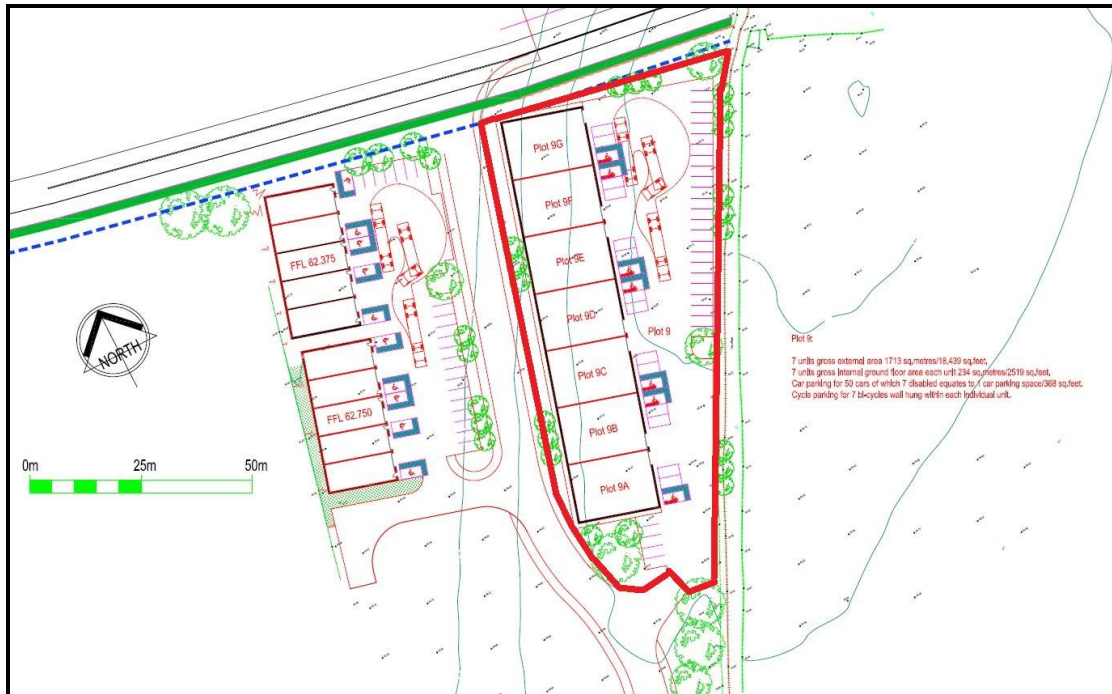 Plot 9G
Plot 9F
FFL 62.375
Plot 9E
Plot 9D
Plot 9
NORTH
Plot 9:
7 units gross external area 1713 sq.metres/18,439 sq.feet.
7 units gross internal ground floor area each unit 234 sq.metres/2519 sq.feet.
Car parking for 50 cars of which 7 disabled equates to 1 car parking space/368 sq.feet.
Cycle parking for 7 bi-cycles wall hung within each individual unit.
Plot 9C
FFL 62.750
Plot 9B
0m 25m 50m
Plot 9A